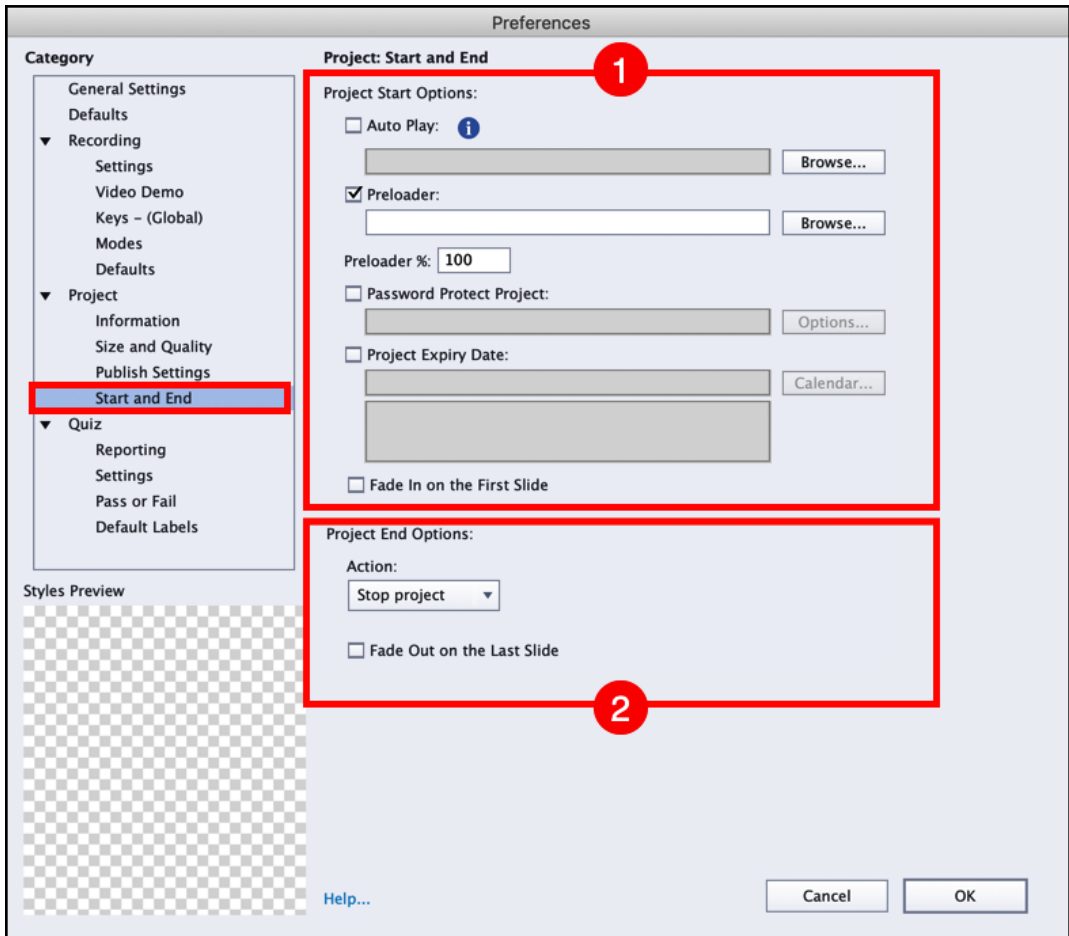 Preferences
Category
General Settings
Defaults
Recording
Settings
Video Demo
Keys – (Global)
Modes
Defaults
Project
Information
Size and Quality
Publish Settings
Start and End
Quiz
Reporting
Settings
Pass or Fail
Default Labels
Styles Preview
Project: Start and End
1
Project Start Options:
Auto Play: i
Browse...
Preloader:
Browse...
Preloader %: 100
Password Protect Project:
Options...
Project Expiry Date:
Calendar...
Fade In on the First Slide
Project End Options:
Action:
Stop project
Fade Out on the Last Slide
2
Help...
Cancel
OK